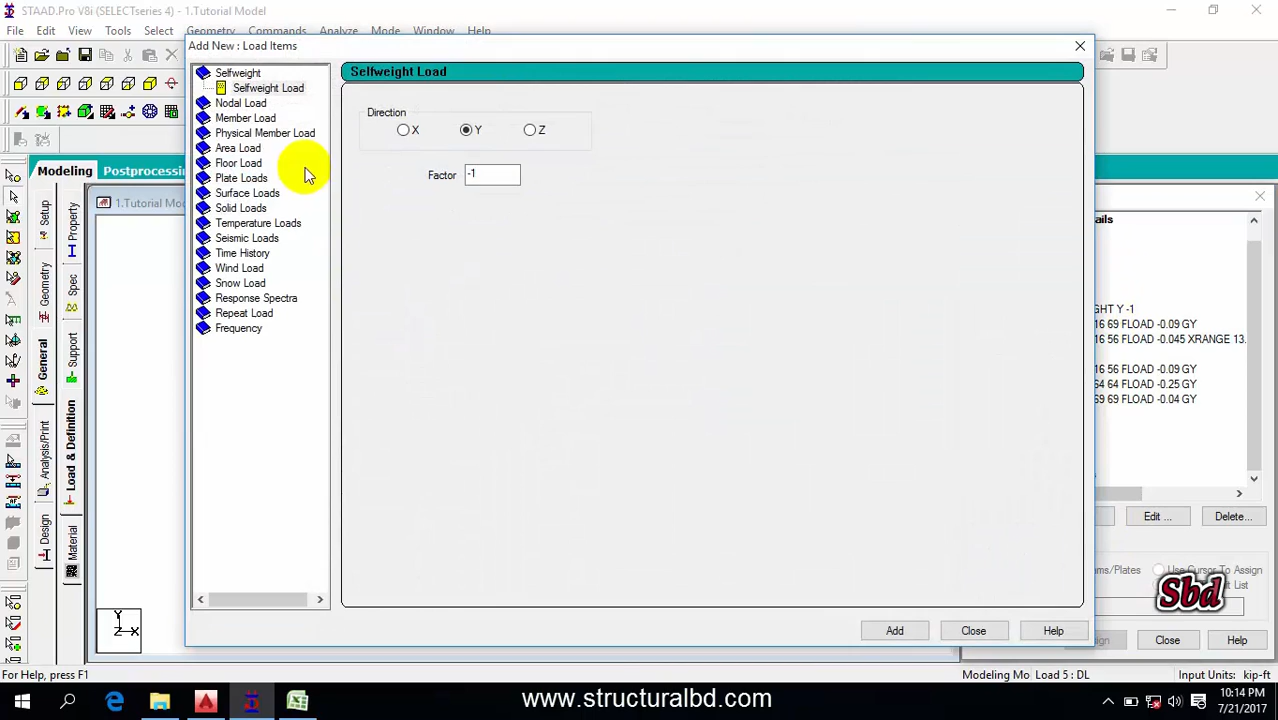 STAAD.Pro V8i (SELECTseries 4) - 1.Tutorial Model
File Edit View Tools Select Geometry Commands Analyze Mode Window Help
Add New : Load Items
Selfweight
Selfweight Load
Nodal Load
Member Load
Physical Member Load
Area Load
Floor Load
Plate Loads
Surface Loads
Solid Loads
Temperature Loads
Seismic Loads
Time History
Wind Load
Snow Load
Response Spectra
Repeat Load
Frequency
Selfweight Load
Direction
X Y Z
Factor -1
Add Close Help
Modeling Postprocessing
1.Tutorial Mo
Setup
Geometry
General
Analysis/Print
Design
Property
Spec
Support
Load & Definition
Material
Y
Z X
ails
GHT Y -1
16 69 FLOAD -0.09 GY
16 56 FLOAD -0.045 XRANGE 13.
16 56 FLOAD -0.09 GY
64 64 FLOAD -0.25 GY
69 69 FLOAD -0.04 GY
Edit ... Delete...
ms/Plates Use Cursor To Assign
t List
Sbd
Close Help
For Help, press F1
Modeling Mo Load 5 : DL Input Units: kip-ft
www.structuralbd.com
10:14 PM
7/21/2017